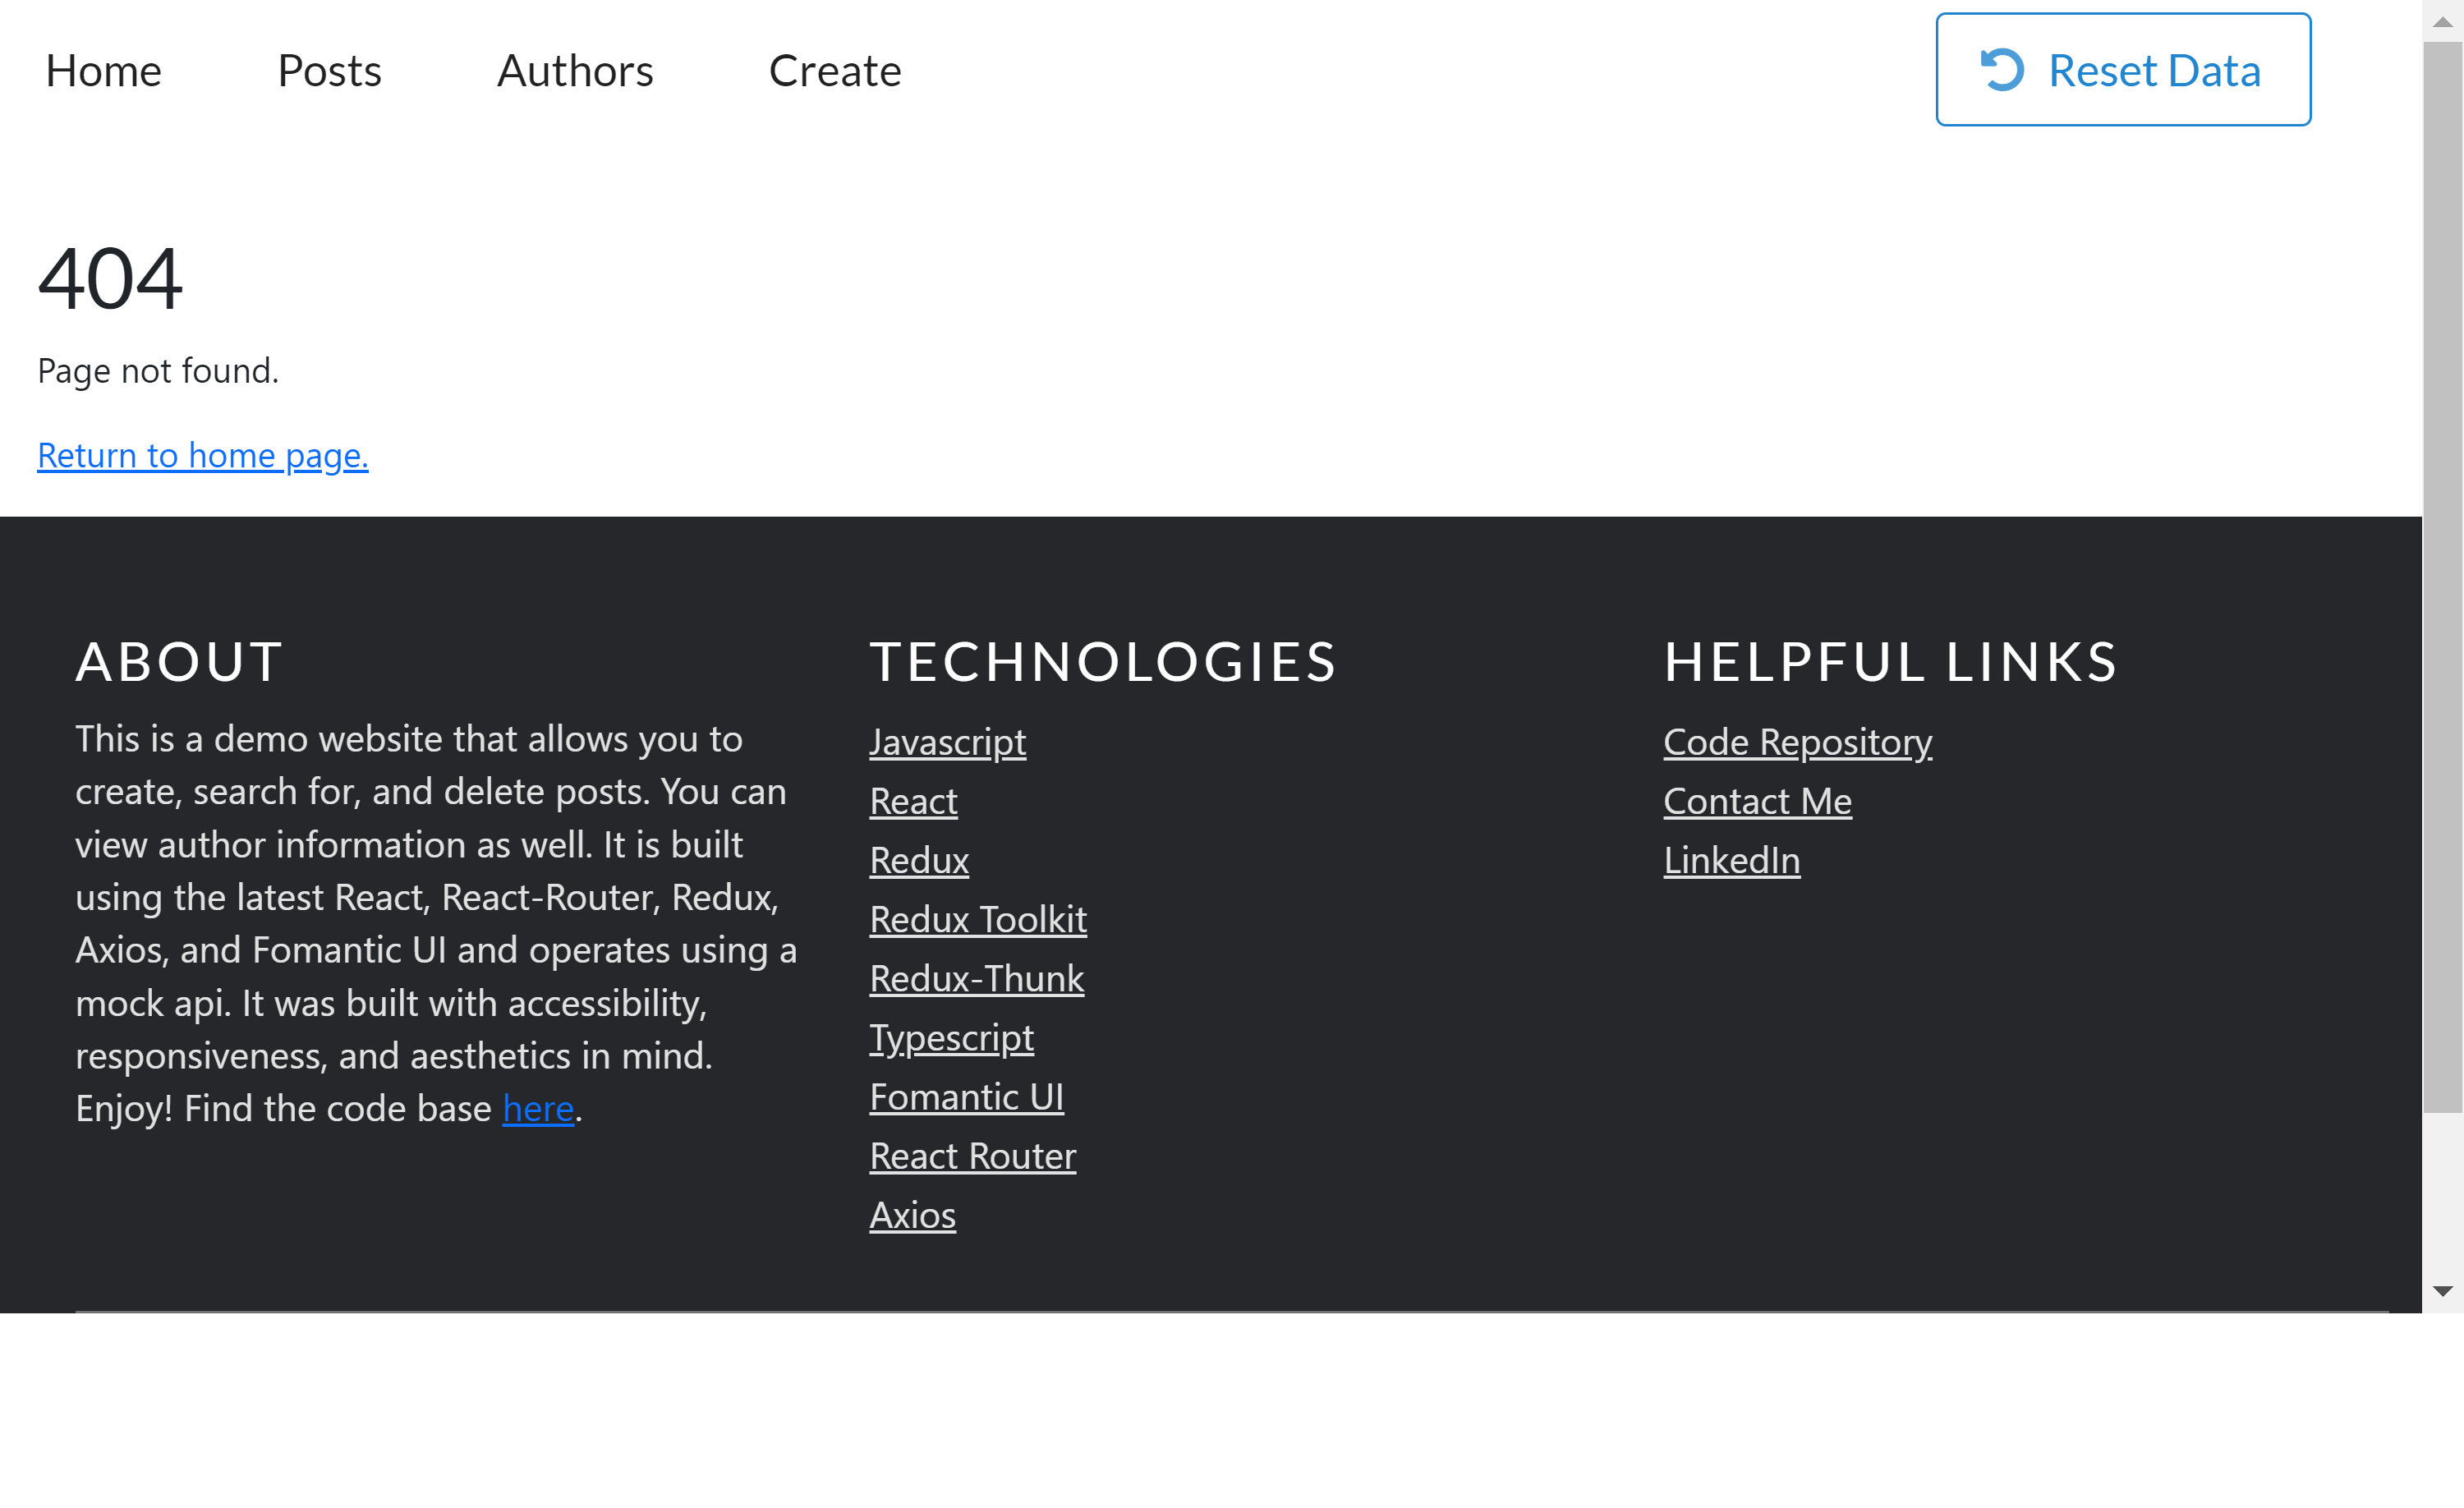 Home Posts Authors Create Reset Data
404
Page not found.
Return to home page.
ABOUT
This is a demo website that allows you to
create, search for, and delete posts. You can
view author information as well. It is built
using the latest React, React-Router, Redux,
Axios, and Fomantic UI and operates using a
mock api. It was built with accessibility,
responsiveness, and aesthetics in mind.
Enjoy! Find the code base here.
TECHNOLOGIES
Javascript
React
Redux
Redux Toolkit
Redux-Thunk
Typescript
Fomantic UI
React Router
Axios
HELPFUL LINKS
Code Repository
Contact Me
LinkedIn